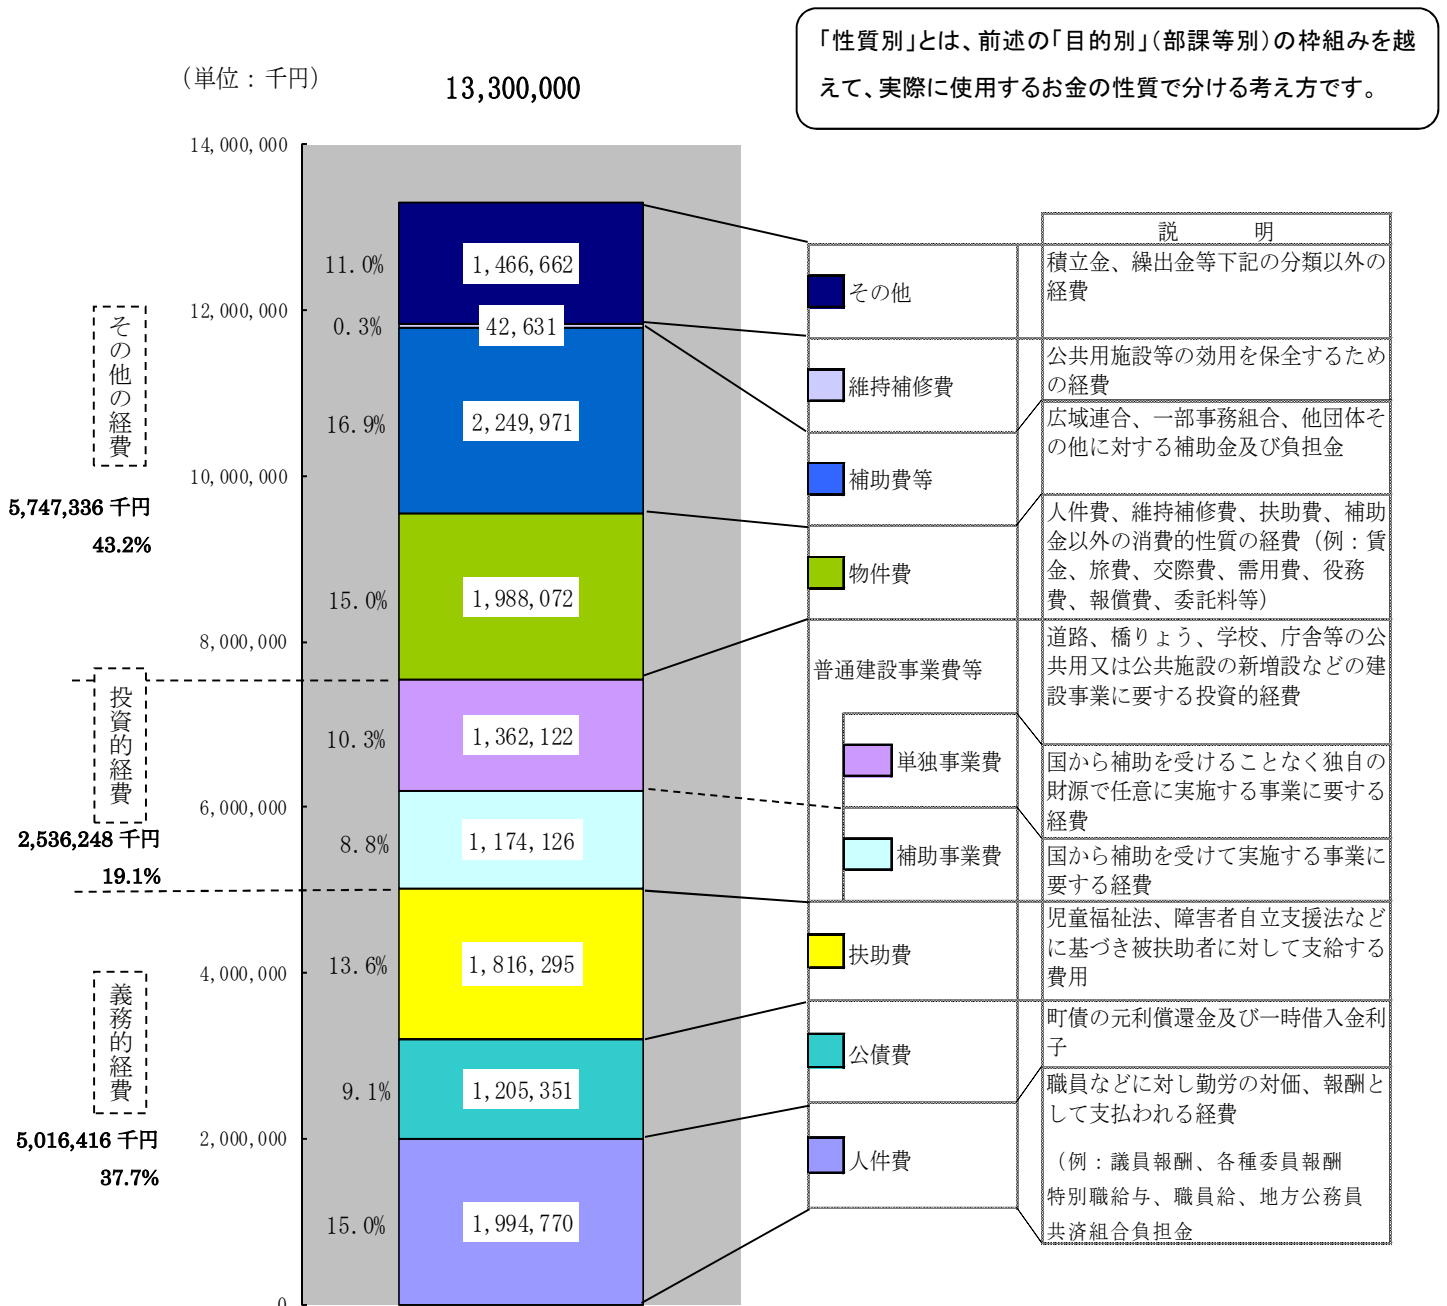 「性質別」とは、前述の「目的別」（部課等別）の枠組みを越
えて、実際に使用するお金の性質で分ける考え方です。
（単位：千円）
13,300,000
14,000,000
12,000,000
10,000,000
8,000,000
6,000,000
4,000,000
2,000,000
0
その他の経費
5,747,336 千円
43.2%
投資的経費
2,536,248 千円
19.1%
義務的経費
5,016,416 千円
37.7%
11.0%
1,466,662
0.3%
42,631
16.9%
2,249,971
15.0%
1,988,072
10.3%
1,362,122
8.8%
1,174,126
13.6%
1,816,295
9.1%
1,205,351
15.0%
1,994,770
説　明
その他
積立金、繰出金等下記の分類以外の
経費
維持補修費
公共用施設等の効用を保全するため
の経費
補助費等
広域連合、一部事務組合、他団体そ
の他に対する補助金及び負担金
物件費
人件費、維持補修費、扶助費、補助
金以外の消費的性質の経費（例：賃
金、旅費、交際費、需用費、役務
費、報償費、委託料等）
普通建設事業費等
道路、橋りょう、学校、庁舎等の公
共用又は公共施設の新増設などの建
設事業に要する投資的経費
単独事業費
国から補助を受けることなく独自の
財源で任意に実施する事業に要する
経費
補助事業費
国から補助を受けて実施する事業に
要する経費
扶助費
児童福祉法、障害者自立支援法など
に基づき被扶助者に対して支給する
費用
公債費
町債の元利償還金及び一時借入金利
子
人件費
職員などに対し勤労の対価、報酬と
して支払われる経費
（例：議員報酬、各種委員報酬
特別職給与、職員給、地方公務員
共済組合負担金